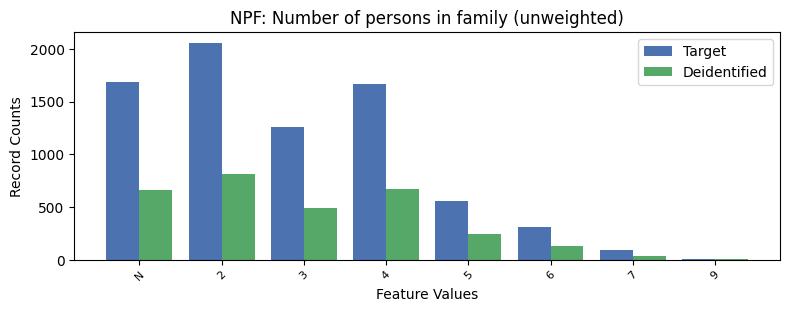 NPF: Number of persons in family (unweighted)
Target
Deidentified
Record Counts
2000
1500
1000
500
0
N
2
3
4
5
6
7
9
Feature Values